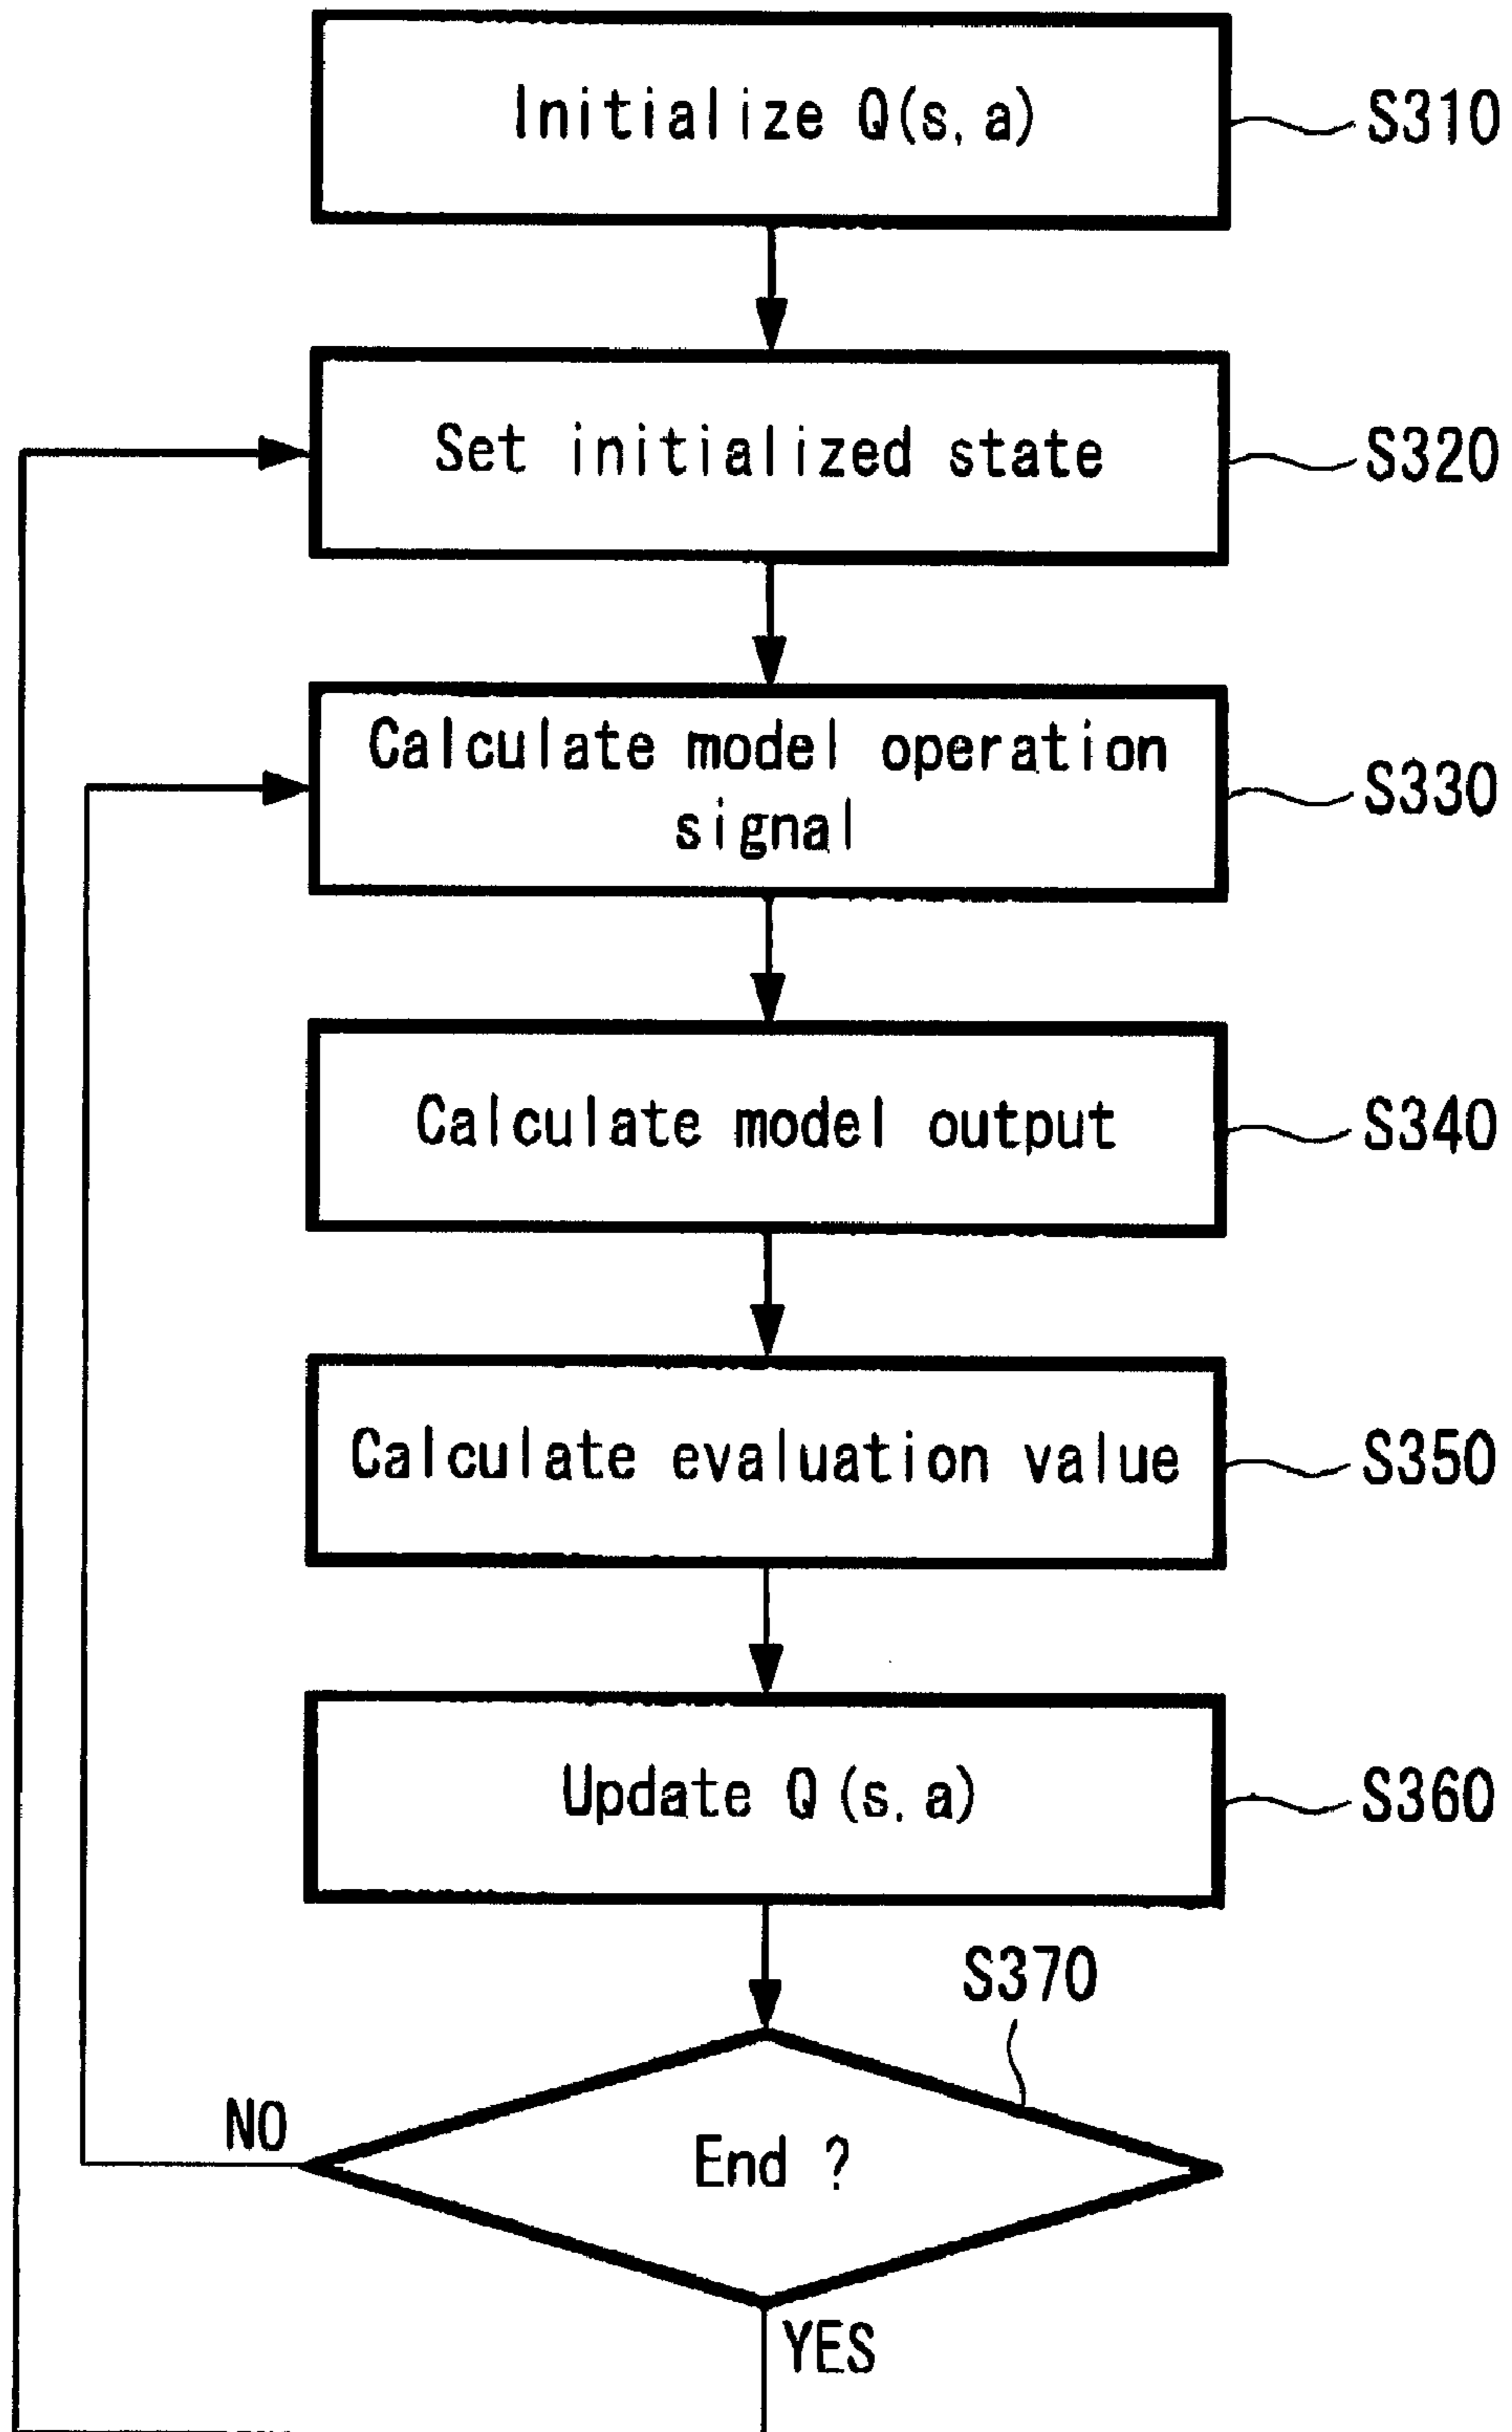 Initialize Q(s, a)
S310
Set initialized state
S320
Calculate model operation
signal
S330
Calculate model output
S340
Calculate evaluation value
S350
Update Q(s, a)
S360
S370
NO
End ?
YES